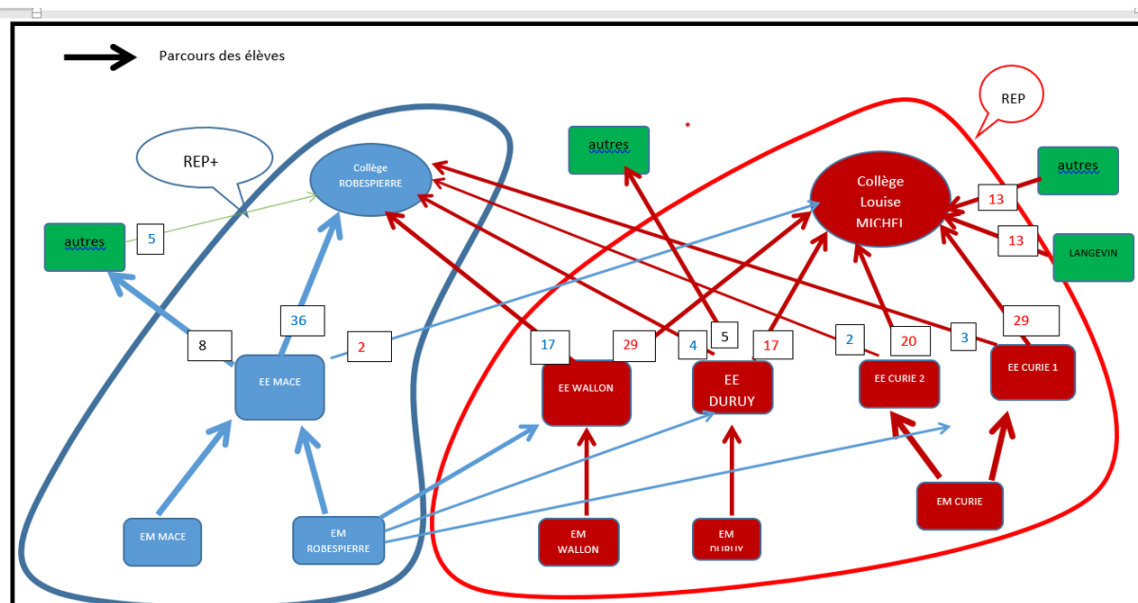 Parcours des élèves
REP
REP+
autres
Collège
ROBESPIERRE
autres
Collège
Louise
MICHEL
13
autres
5
13
LANGEVIN
8
36
2
17
29
4
5
17
2
20
3
29
EE MACE
EE WALLON
EE
DURUY
EE CURIE 2
EE CURIE 1
EM MACE
EM
ROBESPIERRE
EM
WALLON
EM
DURUY
EM CURIE